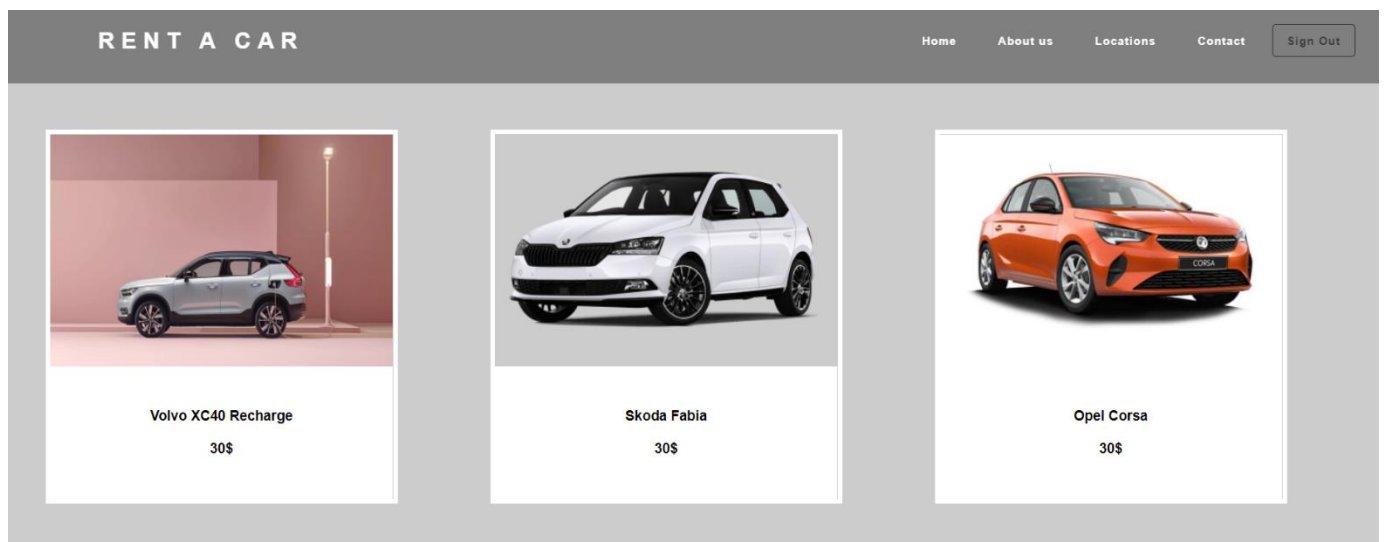 RENT A CAR
Home About us Locations Contact Sign Out
CORSA
Volvo XC40 Recharge
Skoda Fabia
Opel Corsa
30$
30$
30$